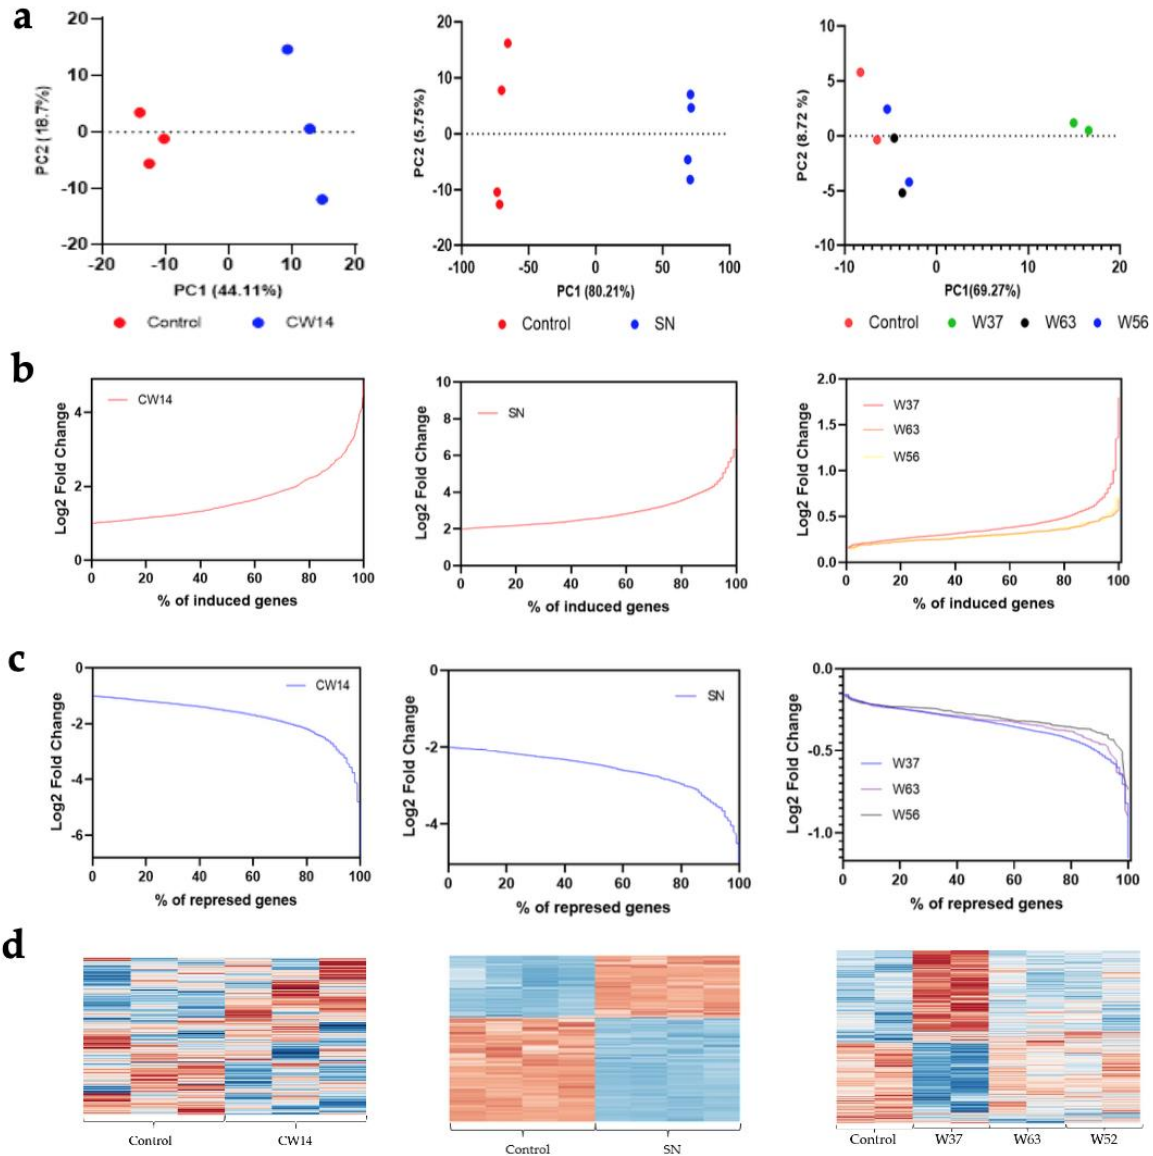 a
20
10
0
-10
-20
PC2 (18.7%)
-20 -10 0 10 20
PC1 (44.11%)
Control CW14
20
10
0
-10
-20
PC2 (5.75%)
-100 -50 0 50 100
PC1 (80.21%)
Control SN
10
5
0
-5
-10
PC2 (8.72 %)
-10 0 10 20
PC1(69.27%)
Control W37 W63 W56
b
4
2
0
Log2 Fold Change
CW14
0 20 40 60 80 100
% of induced genes
10
8
6
4
2
0
Log2 Fold Change
SN
0 20 40 60 80 100
% of induced genes
2.0
1.5
1.0
0.5
0.0
Log2 Fold Change
W37
W63
W56
0 20 40 60 80 100
% of induced genes
c
0
-2
-4
-6
Log2 Fold Change
CW14
0 20 40 60 80 100
% of represed genes
0
-2
-4
Log2 Fold Change
SN
0 20 40 60 80 100
% of represed genes
0.0
-0.5
-1.0
Log2 Fold Change
W37
W63
W56
0 20 40 60 80 100
% of represed genes
d
Control CW14
Control SN
Control W37 W63 W52